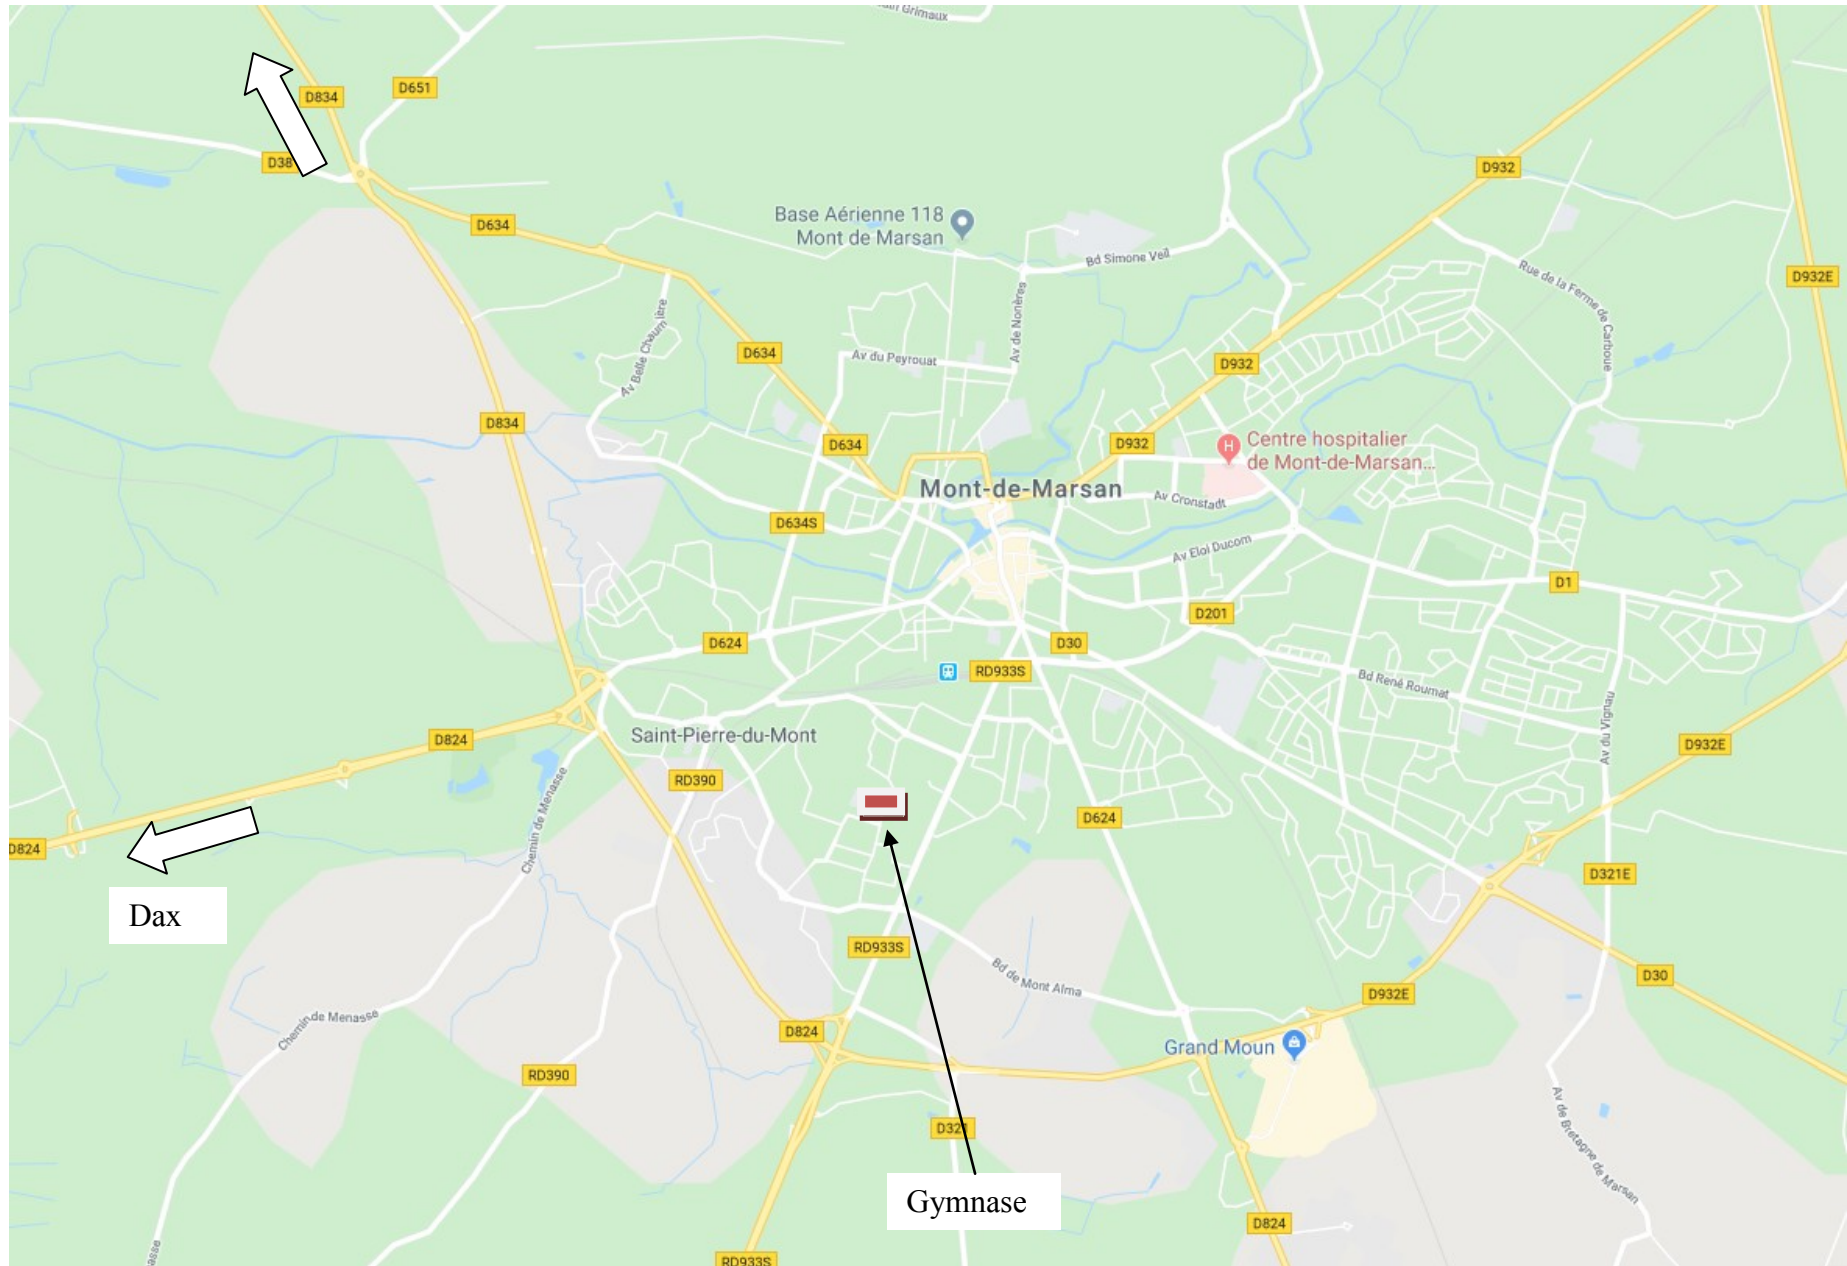 Grimaux
D834
D651
D38
D932
D634
Base Aérienne 118
Mont de Marsan
Bd Simone Veil
Rue de la Ferme de Carboue
D932E
Av Belle Chaumière
Av de Nonères
D634
Av du Peyrouat
D932
D834
D634
D932
Centre hospitalier
de Mont-de-Marsan...
Mont-de-Marsan
Av Cronstadt
D634S
Av Eloi Ducom
D1
D201
D624
D30
RD933S
Bd René Roumat
Av du Vignau
Saint-Pierre-du-Mont
D824
D932E
RD390
Chemin de Menasse
D624
D824
D321E
Dax
RD933S
Bd de Mont Alma
D30
D932E
Chemin de Menasse
D824
Grand Moun
RD390
Av de Bretagne de Marsan
D321
Gymnase
D824
RD933S